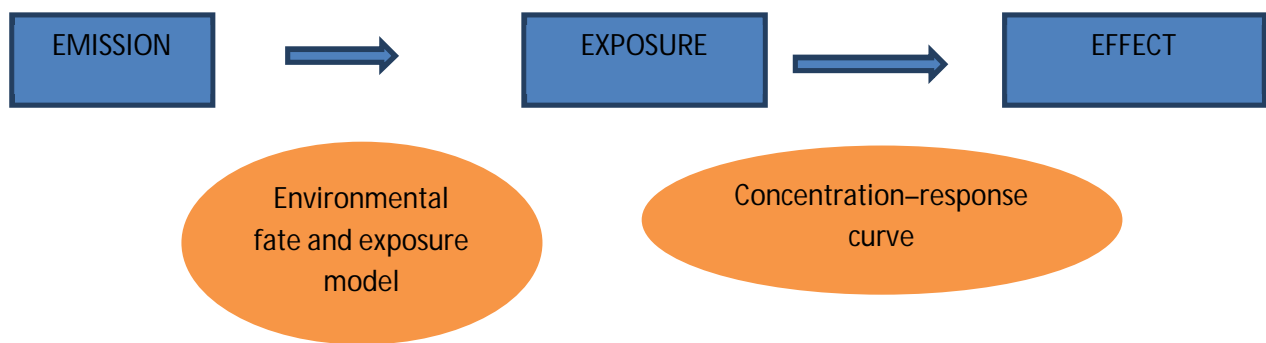 EMISSION
EXPOSURE
EFFECT
Environmental
fate and exposure
model
Concentration–response
curve